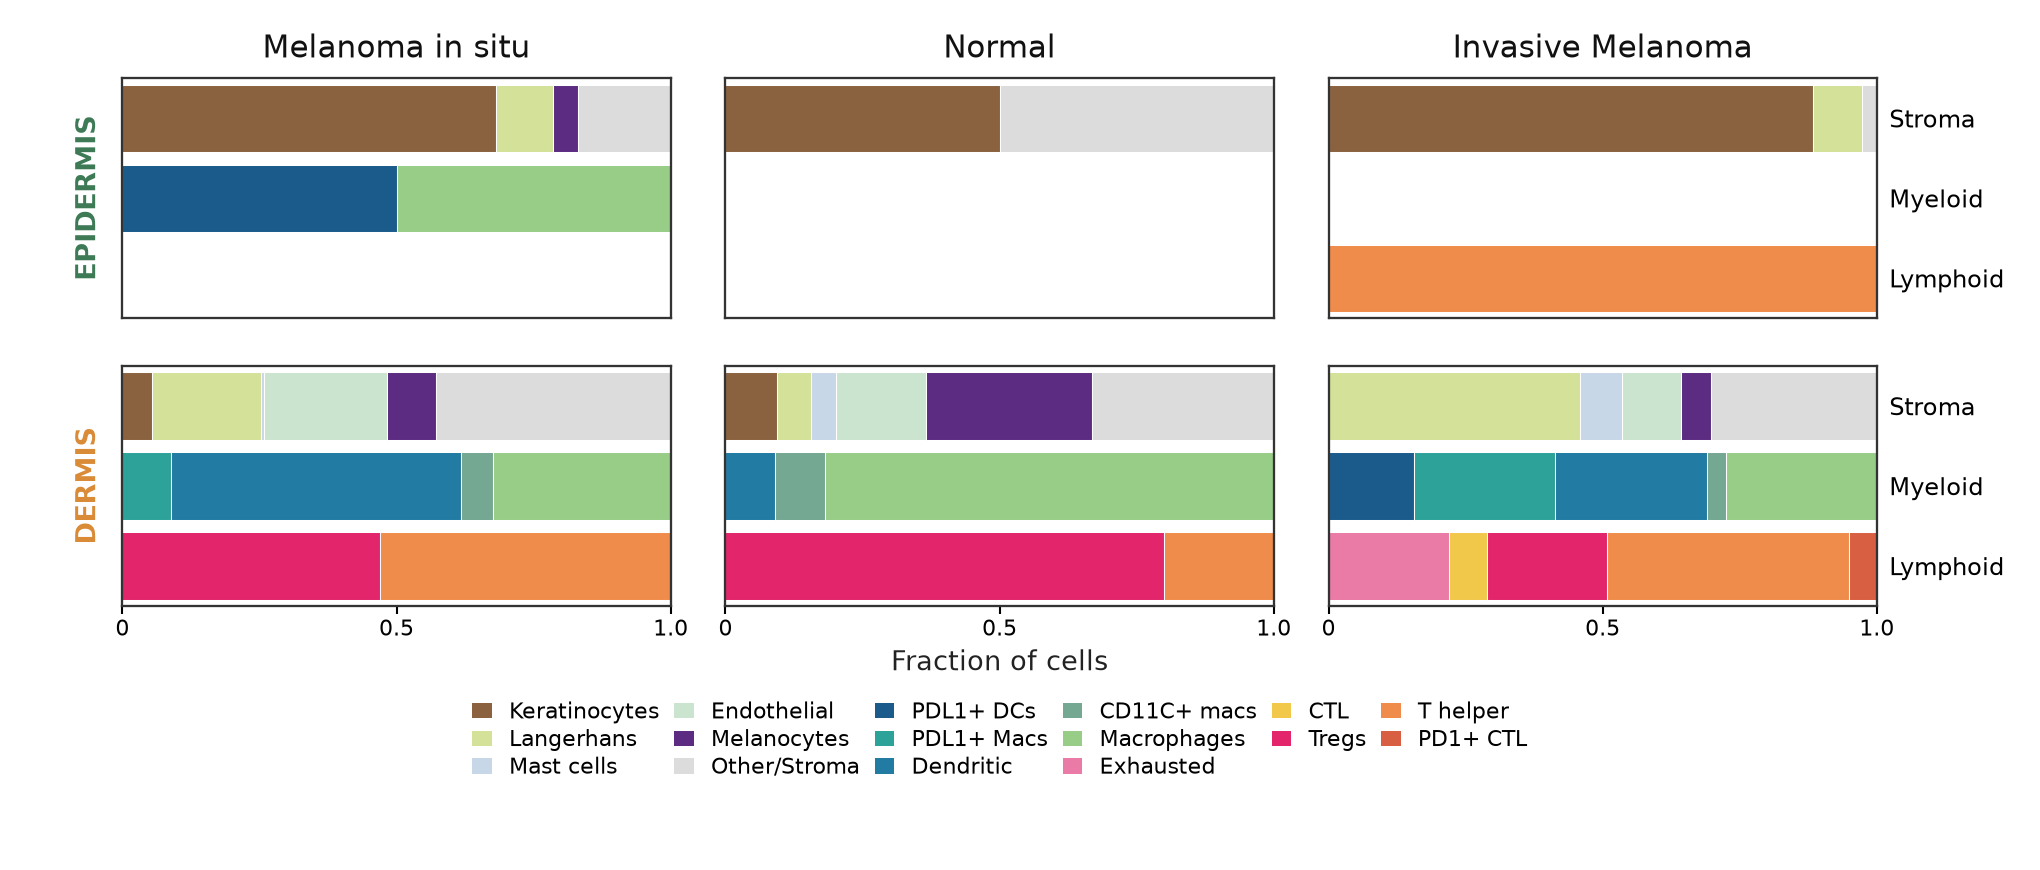 Melanoma in situ Normal Invasive Melanoma
EPIDERMIS
Stroma
Myeloid
Lymphoid
DERMIS
Stroma
Myeloid
Lymphoid
0 0.5 1.0 0 0.5 1.0 0 0.5 1.0
Fraction of cells
Keratinocytes Endothelial PDL1+ DCs CD11C+ macs CTL T helper
Langerhans Melanocytes PDL1+ Macs Macrophages Tregs PD1+ CTL
Mast cells Other/Stroma Dendritic Exhausted